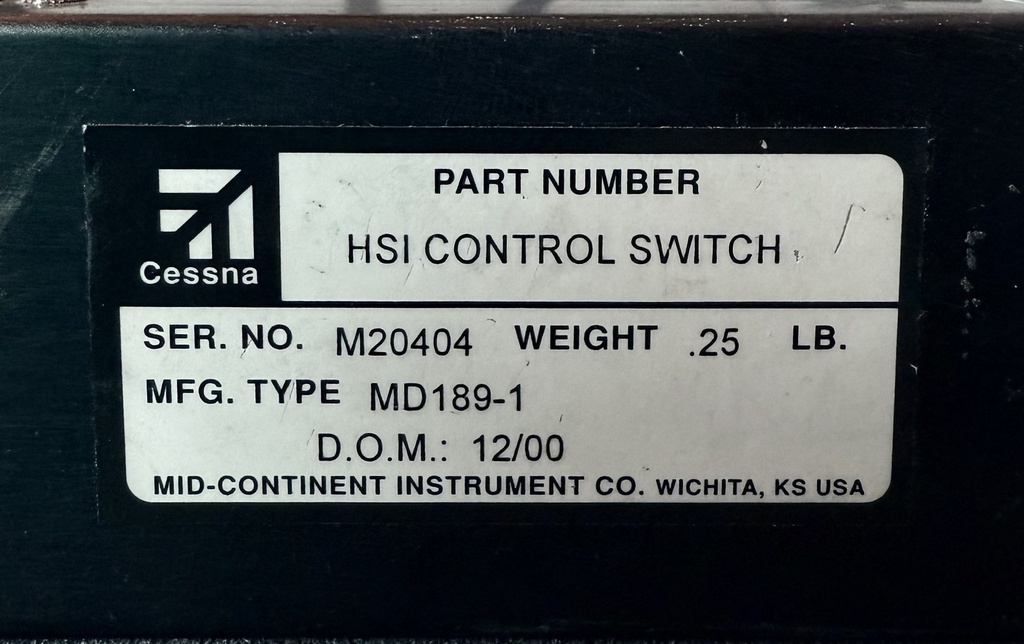 PART NUMBER
HSI CONTROL SWITCH
Cessna
SER. NO. M20404 WEIGHT .25 LB.
MFG. TYPE MD189-1
D.O.M.: 12/00
MID-CONTINENT INSTRUMENT CO. WICHITA, KS USA